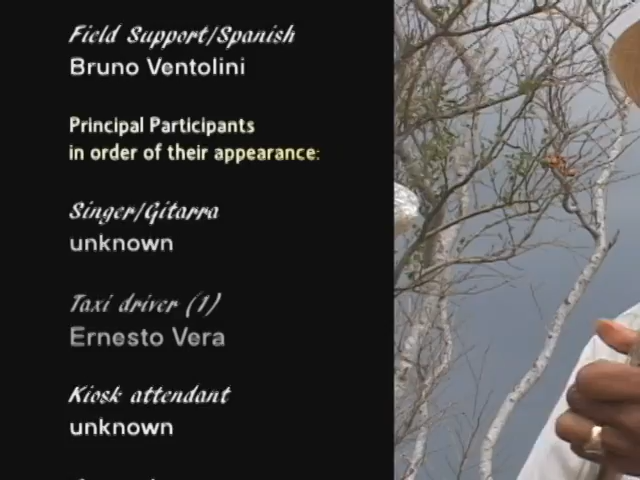 Field Support/Spanish
Bruno Ventolini
Principal Participants
in order of their appearance:
Singer/Gitarra
unknown
Taxi driver (1)
Ernesto Vera
Kiosk attendant
unknown